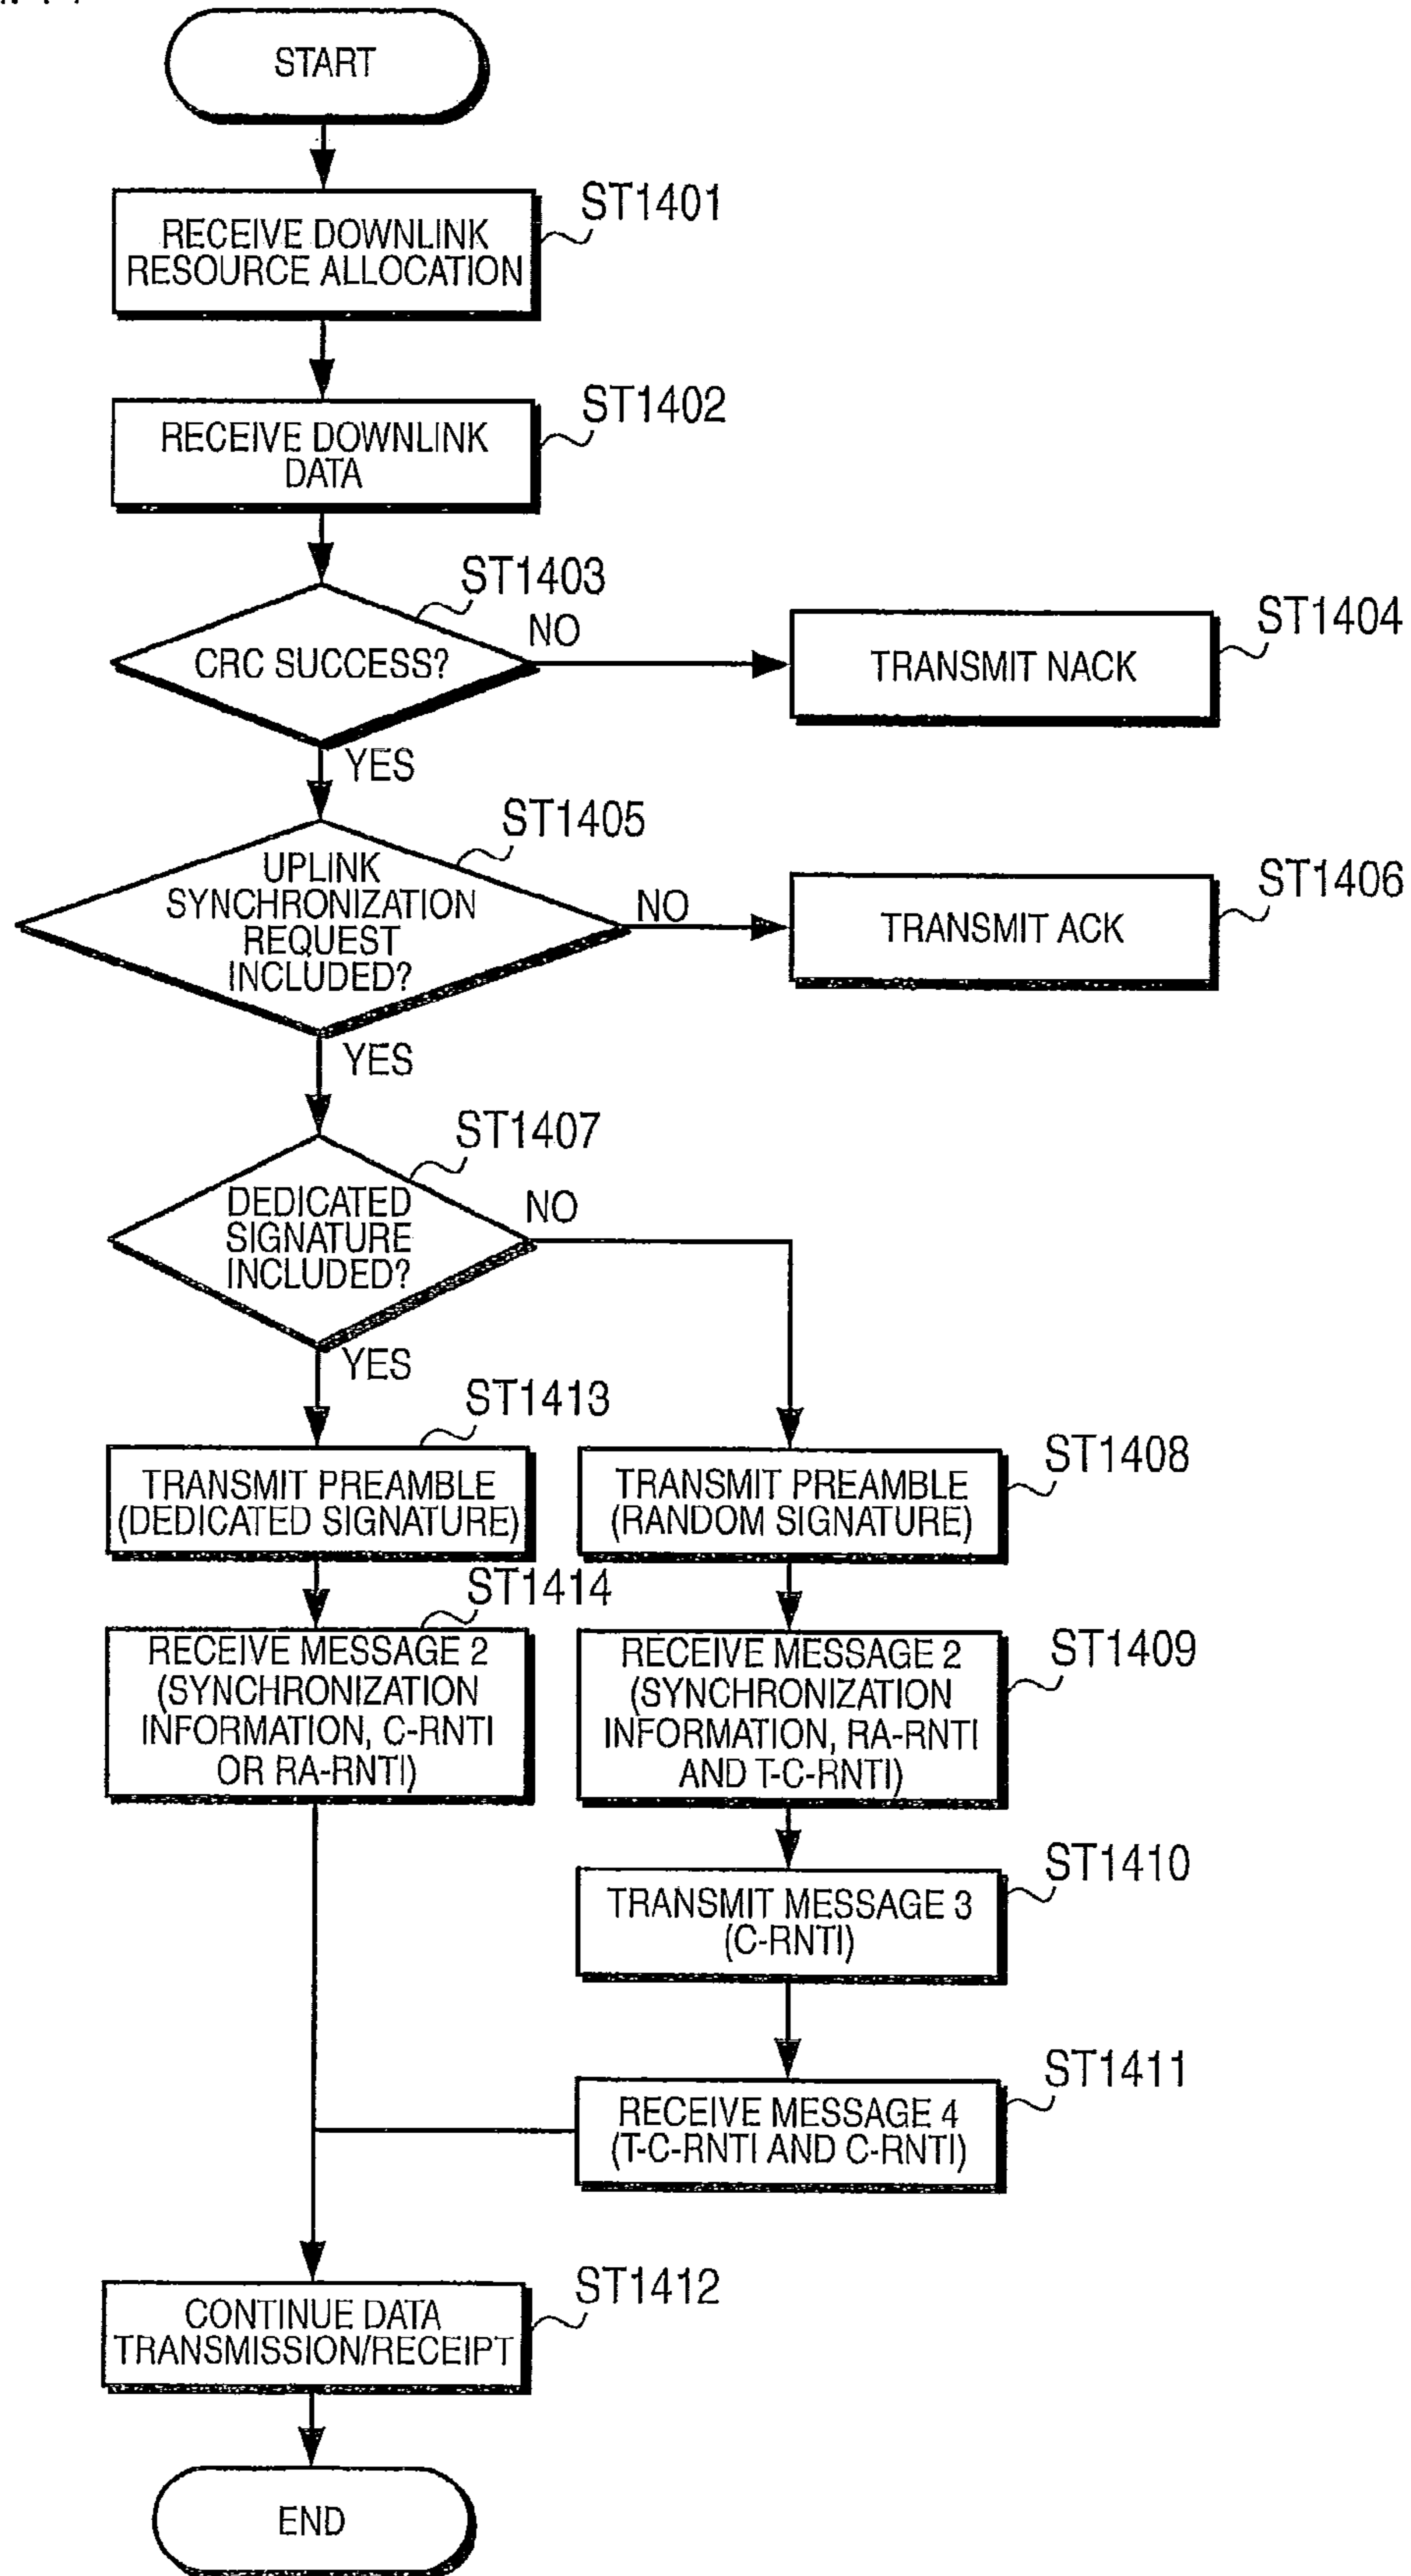 START
ST1401
RECEIVE DOWNLINK
RESOURCE ALLOCATION
ST1402
RECEIVE DOWNLINK
DATA
ST1403
CRC SUCCESS?
NO
ST1404
TRANSMIT NACK
YES
ST1405
UPLINK
SYNCHRONIZATION
REQUEST
INCLUDED?
NO
ST1406
TRANSMIT ACK
YES
ST1407
DEDICATED
SIGNATURE
INCLUDED?
NO
YES
ST1413
TRANSMIT PREAMBLE
(DEDICATED SIGNATURE)
ST1408
TRANSMIT PREAMBLE
(RANDOM SIGNATURE)
ST1414
RECEIVE MESSAGE 2
(SYNCHRONIZATION
INFORMATION, C-RNTI
OR RA-RNTI)
ST1409
RECEIVE MESSAGE 2
(SYNCHRONIZATION
INFORMATION, RA-RNTI
AND T-C-RNTI)
ST1410
TRANSMIT MESSAGE 3
(C-RNTI)
ST1411
RECEIVE MESSAGE 4
(T-C-RNTI AND C-RNTI)
ST1412
CONTINUE DATA
TRANSMISSION/RECEIPT
END